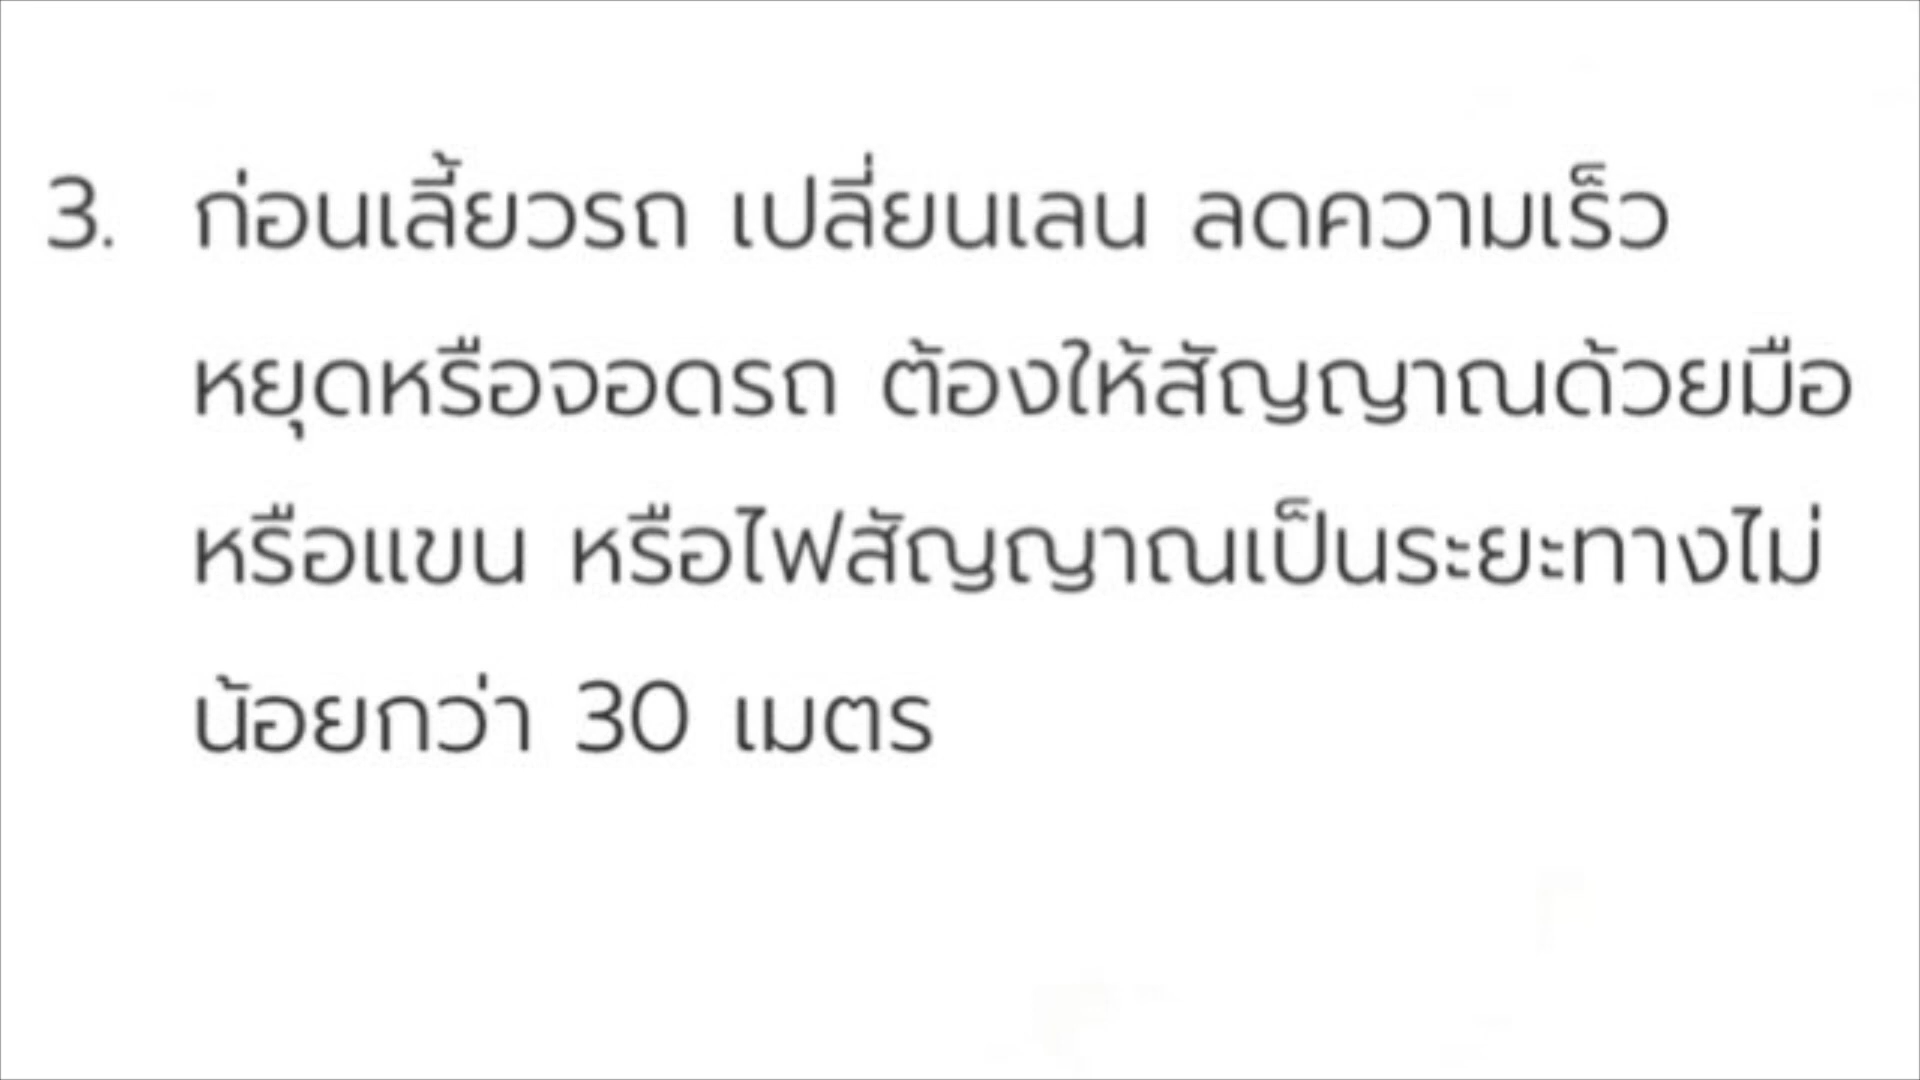 3. ก่อนเลี้ยวรถ เปลี่ยนเลน ลดความเร็ว
หยุดหรือจอดรถ ต้องให้สัญญาณด้วยมือ
หรือแขน หรือไฟสัญญาณเป็นระยะทางไม่
น้อยกว่า 30 เมตร